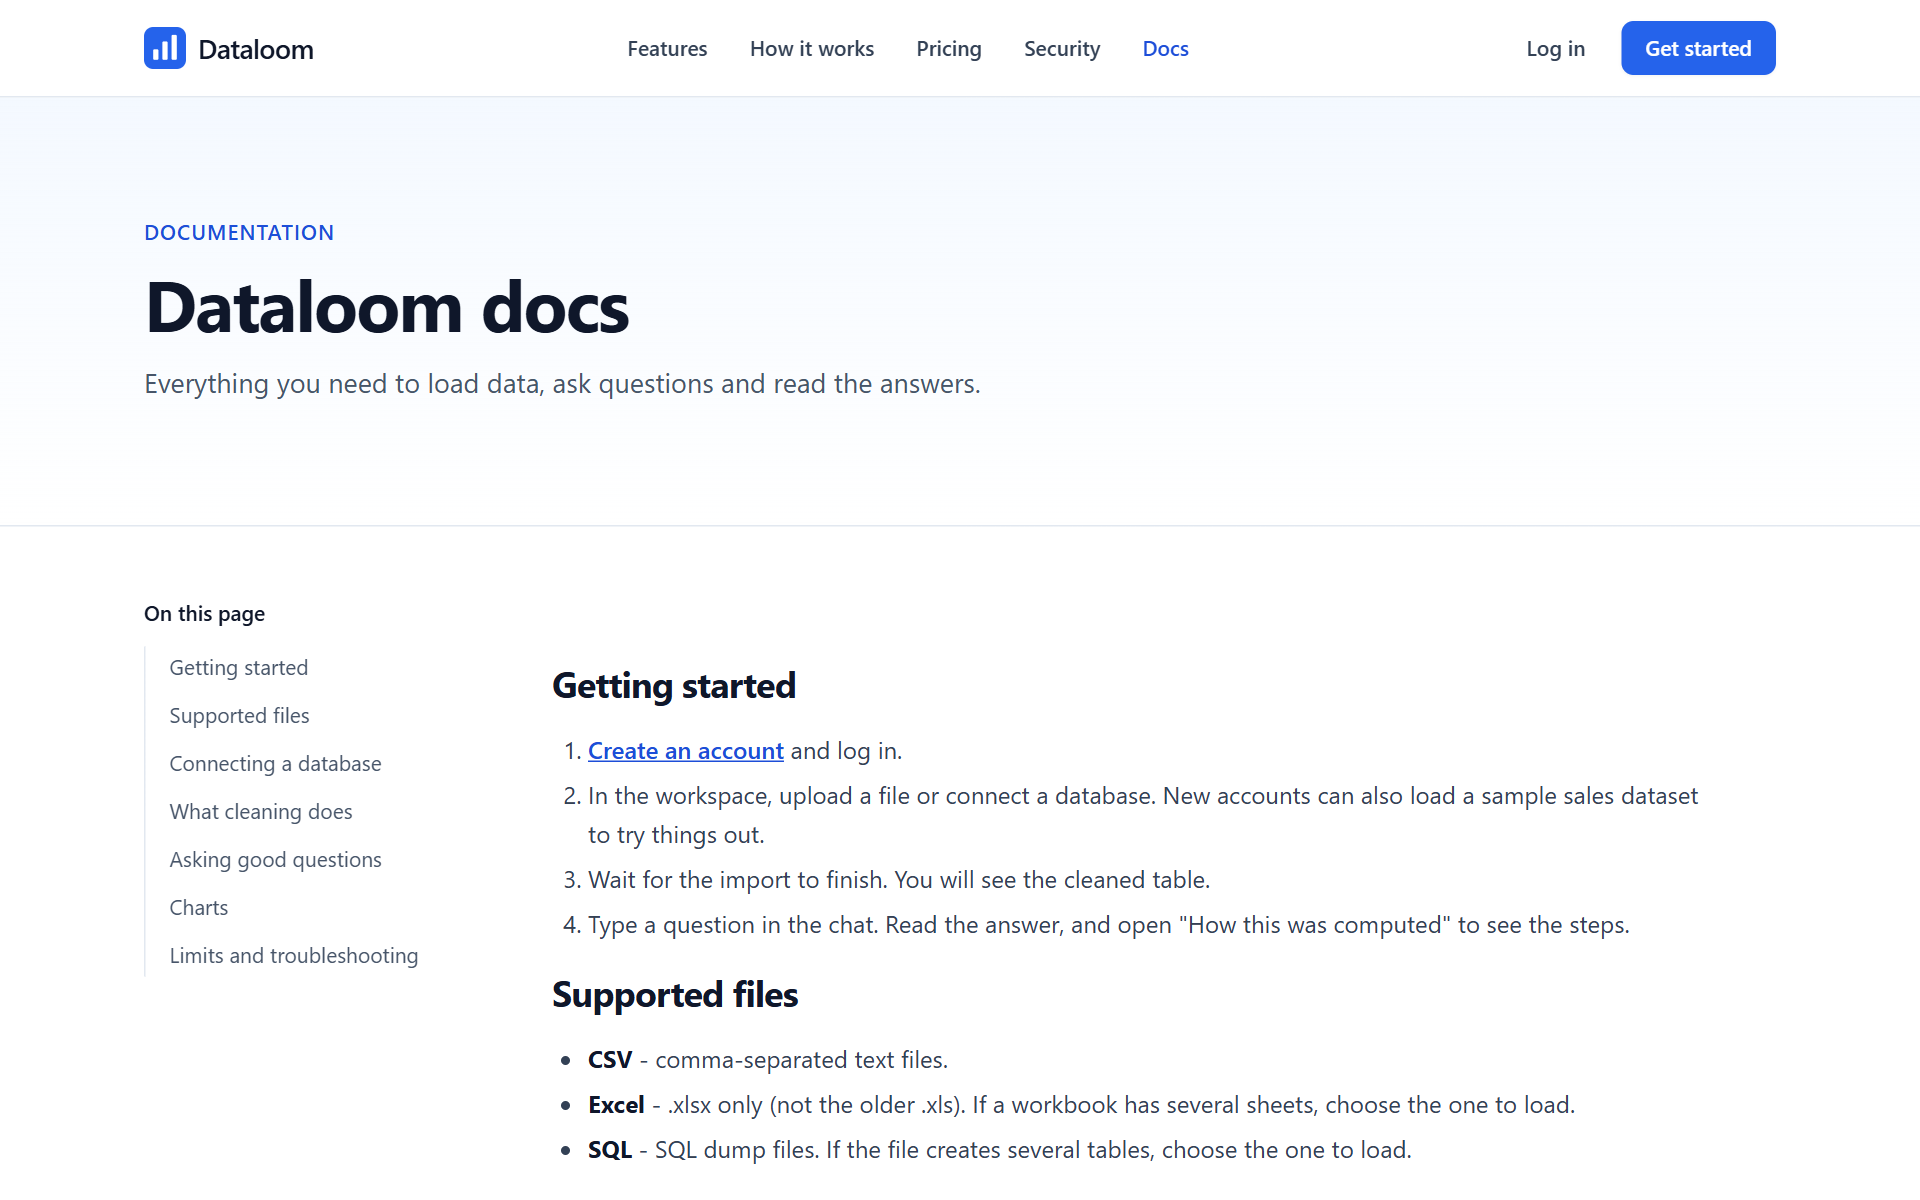 Dataloom
Features
How it works
Pricing
Security
Docs
Log in
Get started
DOCUMENTATION
Dataloom docs
Everything you need to load data, ask questions and read the answers.
On this page
Getting started
Supported files
Connecting a database
What cleaning does
Asking good questions
Charts
Limits and troubleshooting
Getting started
1. Create an account and log in.
2. In the workspace, upload a file or connect a database. New accounts can also load a sample sales dataset
to try things out.
3. Wait for the import to finish. You will see the cleaned table.
4. Type a question in the chat. Read the answer, and open "How this was computed" to see the steps.
Supported files
• CSV - comma-separated text files.
• Excel - .xlsx only (not the older .xls). If a workbook has several sheets, choose the one to load.
• SQL - SQL dump files. If the file creates several tables, choose the one to load.